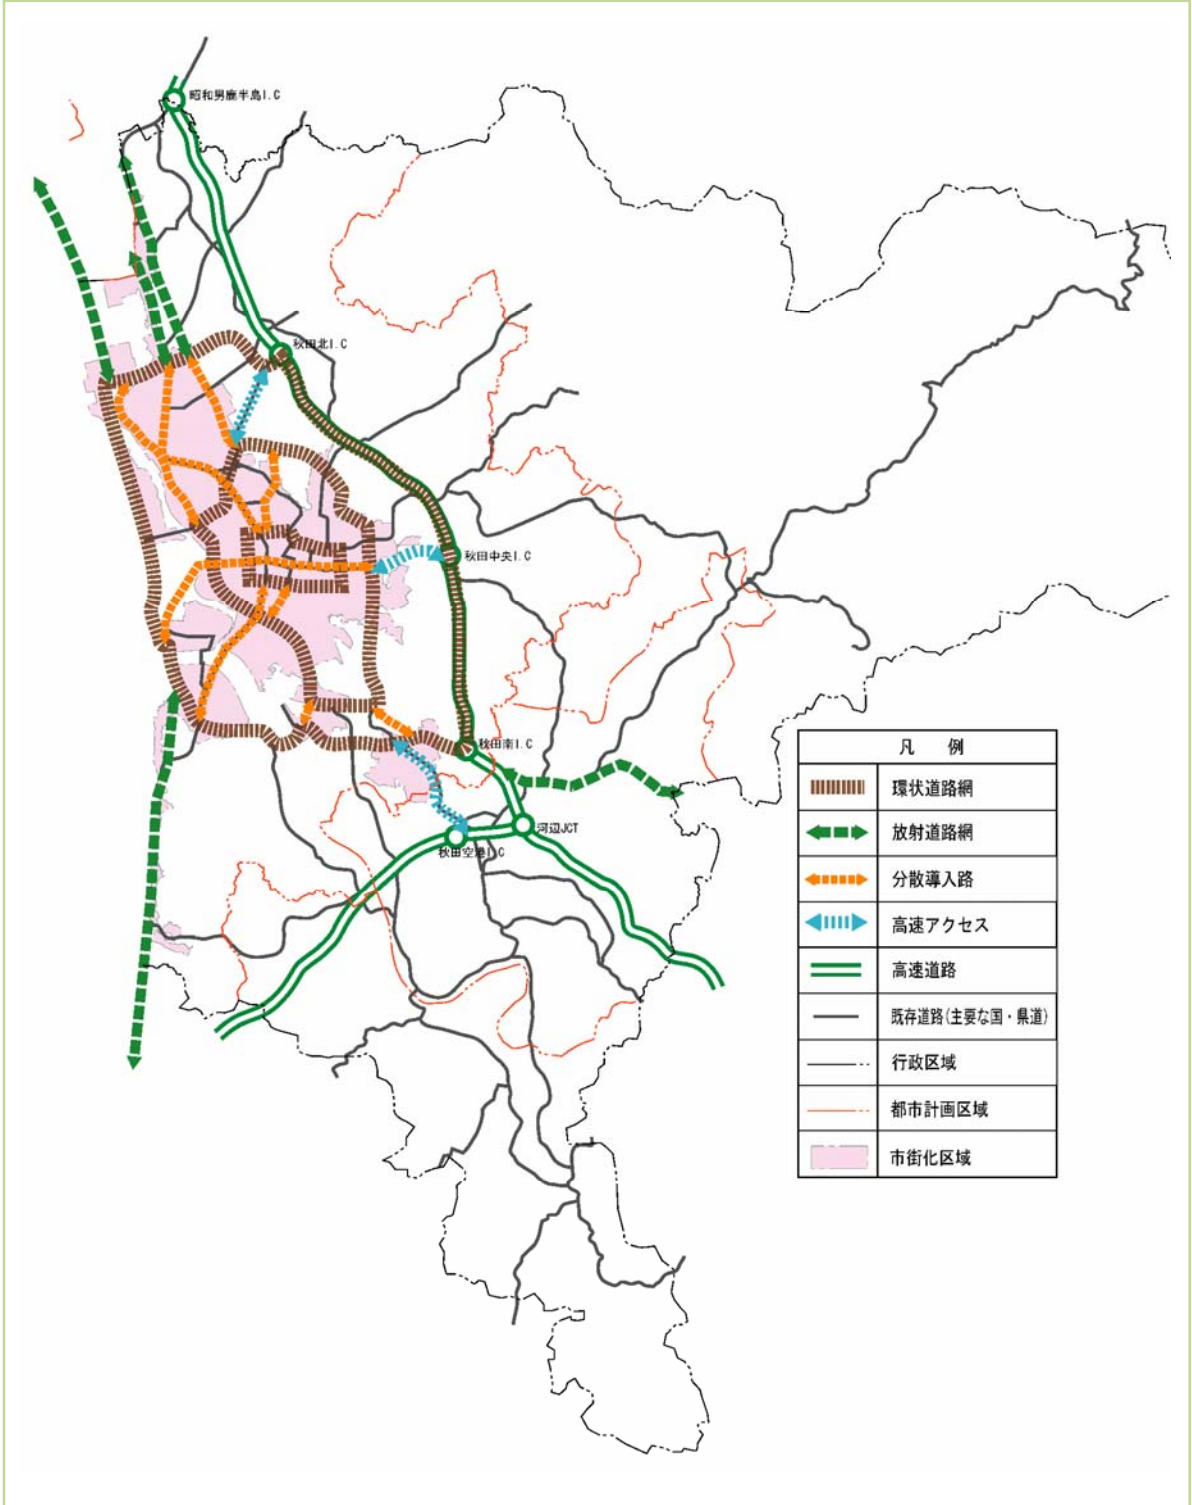 昭和男鹿半島I.C
秋田北I.C
秋田中央I.C
秋田南I.C
河辺JCT
秋田空港I.C
凡 例
環状道路網
放射道路網
分散導入路
高速アクセス
高速道路
既存道路(主要な国・県道)
行政区域
都市計画区域
市街化区域